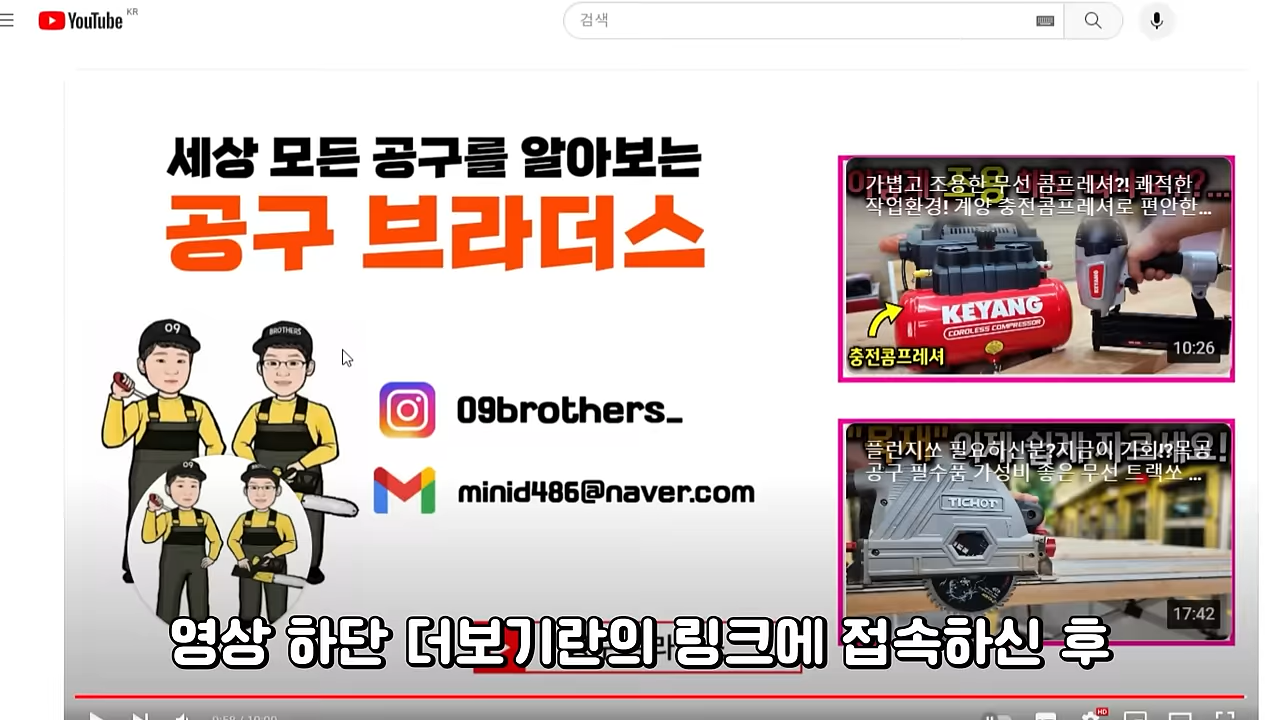 YouTube KR
검색
세상 모든 공구를 알아보는
공구 브라더스
가볍고 조용한 무선 콤프레셔?! 쾌적한
작업환경! 계양 충전콤프레셔로 편안한...
KEYANG
CORDLESS COMPRESSOR
충전콤프레셔
10:26
09
BROTHERS
09brothers_
minid486@naver.com
플런지쏘 필요하신분?지금이 기회!?목공
공구 필수품 가성비 좋은 무선 트랙쏘 ...
TICHOT
17:42
09
영상 하단 더보기란의 링크에 접속하신 후
HD